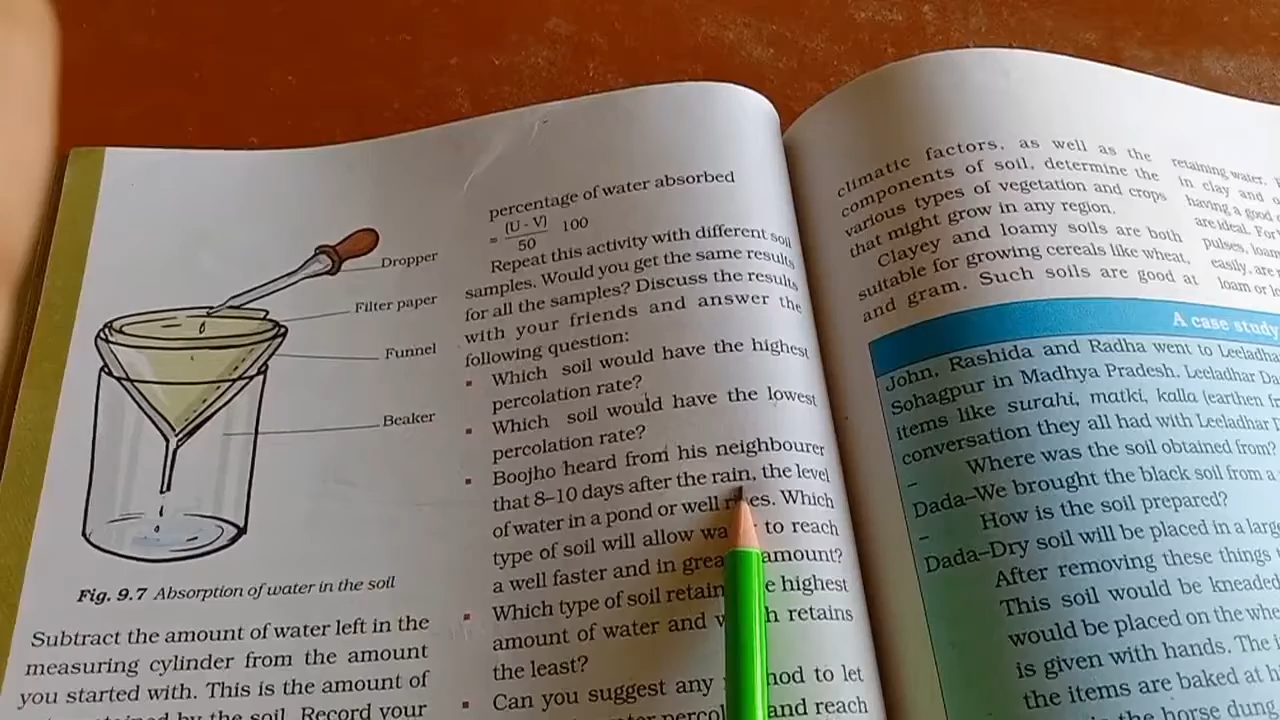 Dropper
Filter paper
Funnel
Beaker
Fig. 9.7 Absorption of water in the soil
Subtract the amount of water left in the
measuring cylinder from the amount
you started with. This is the amount of
by the soil. Record your
percentage of water absorbed
= (U - V) 100
50
Repeat this activity with different soil
samples. Would you get the same results
for all the samples? Discuss the results
with your friends and answer the
following question:
▪ Which soil would have the highest
percolation rate?
▪ Which soil would have the lowest
percolation rate?
▪ Boojho heard from his neighbourer
that 8–10 days after the rain, the level
of water in a pond or well. Which
type of soil will allow to reach
a well faster and in amount?
▪ Which type of soil highest
amount of water and retains
the least?
▪ Can you suggest any to let
and reach
climatic factors, as well as the
components of soil, determine the
various types of vegetation and crops
that might grow in any region.
Clayey and loamy soils are both
suitable for growing cereals like wheat,
and gram. Such soils are good at
retaining water.
in clay and
having a good
are ideal. For
pulses,
easily, are
loam or
A case study
John, Rashida and Radha went to Leeladhar
Sohagpur in Madhya Pradesh. Leeladhar
items like surahi, matki, kalla (earthen
conversation they all had with Leeladhar
– Where was the soil obtained from?
Dada–We brought the black soil from a
– How is the soil prepared?
Dada–Dry soil will be placed in a
After removing these things
This soil would be kneaded
would be placed on the
is given with hands. The
the items are baked at
the horse dung